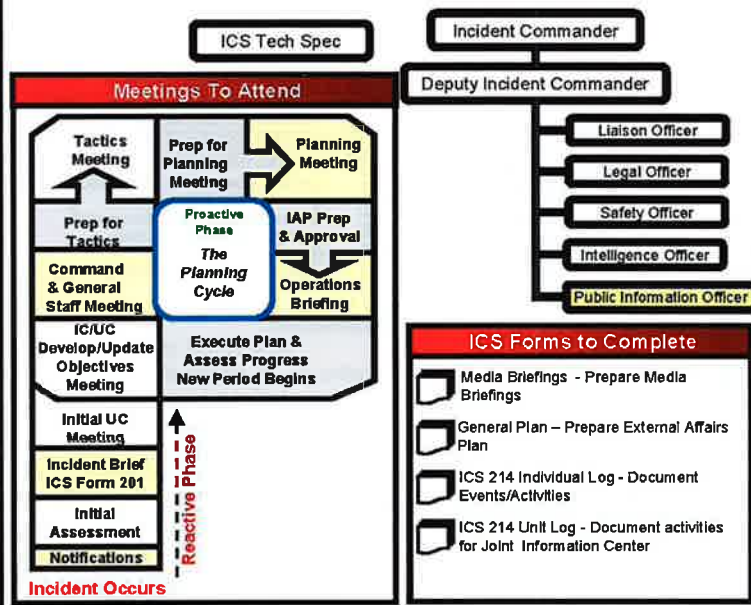 ICS Tech Spec
Incident Commander
Deputy Incident Commander
Liaison Officer
Legal Officer
Safety Officer
Intelligence Officer
Public Information Officer
Meetings To Attend
Tactics
Meeting
Prep for
Planning
Meeting
Planning
Meeting
Prep for
Tactics
Proactive
Phase
The
Planning
Cycle
IAP Prep
& Approval
Command
& General
Staff Meeting
Operations
Briefing
IC/UC
Develop/Update
Objectives
Meeting
Execute Plan &
Assess Progress
New Period Begins
Initial UC
Meeting
Incident Brief
ICS Form 201
Initial
Assessment
Notifications
Reactive Phase
Incident Occurs
ICS Forms to Complete
Media Briefings - Prepare Media
Briefings
General Plan – Prepare External Affairs
Plan
ICS 214 Individual Log - Document
Events/Activities
ICS 214 Unit Log - Document activities
for Joint Information Center